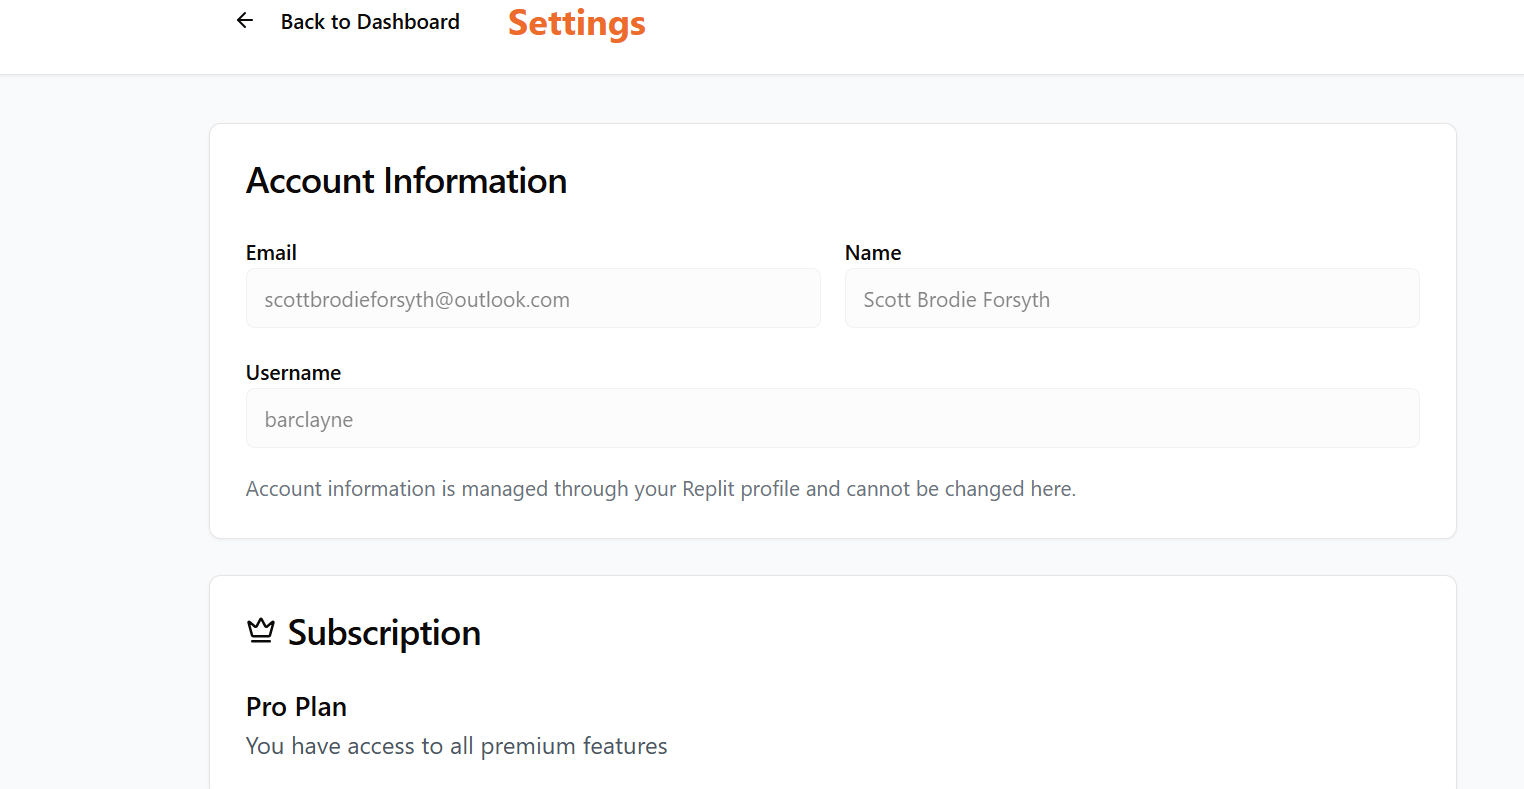 Back to Dashboard
Settings
Account Information
Email
Name
scottbrodieforsyth@outlook.com
Scott Brodie Forsyth
Username
barclayne
Account information is managed through your Replit profile and cannot be changed here.
Subscription
Pro Plan
You have access to all premium features